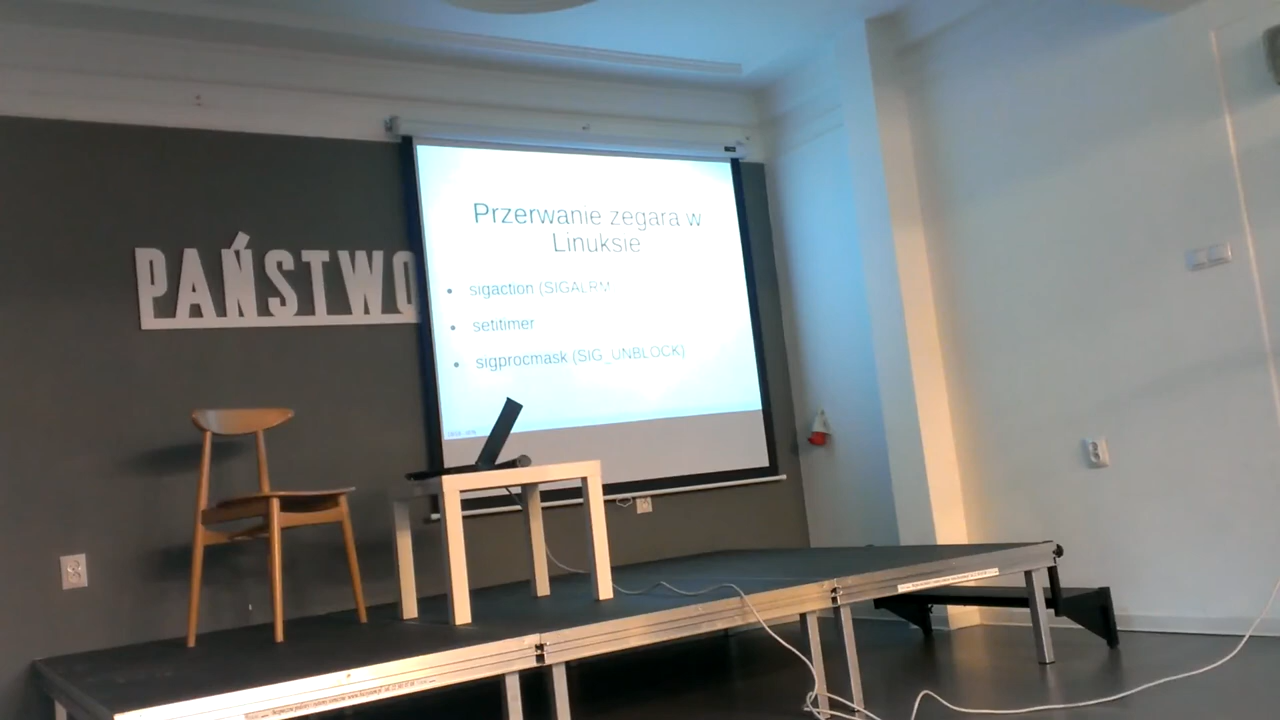 PAŃSTWO
Przerwanie zegara w
Linuksie
• sigaction (SIGALRM
• setitimer
• sigprocmask (SIG_UNBLOCK)